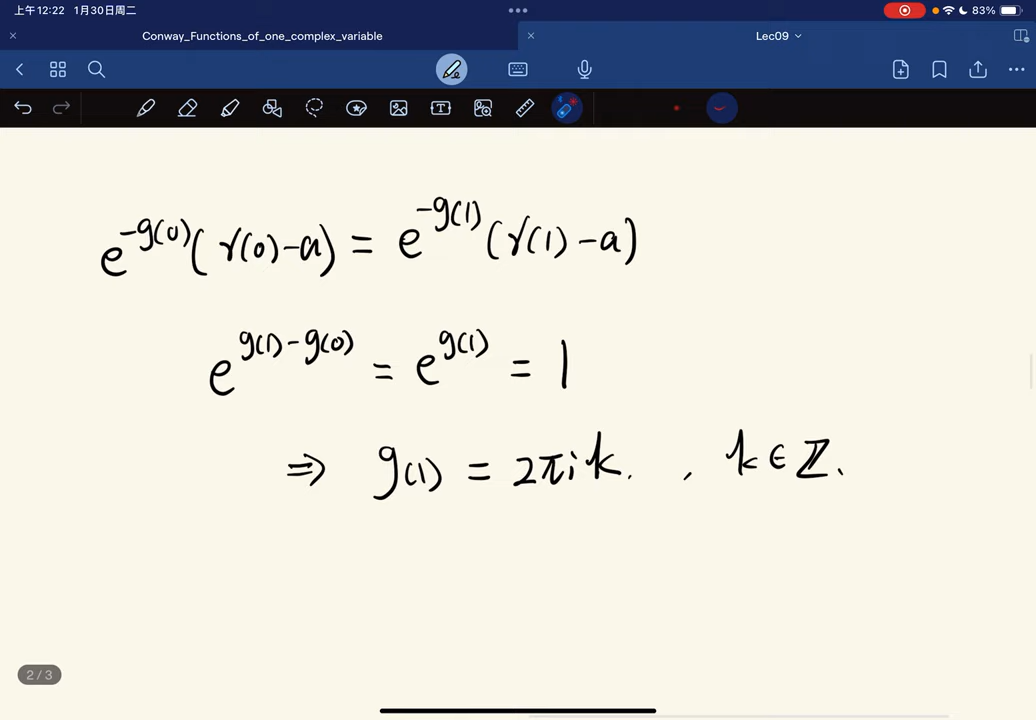 上午12:22 1月30日周二
83%
Conway_Functions_of_one_complex_variable
Lec09
e^{-g(0)}(γ(0)-a) = e^{-g(1)}(γ(1)-a)
e^{g(1)-g(0)} = e^{g(1)} = 1
⇒ g(1) = 2πik. , k∈ℤ.
2 / 3